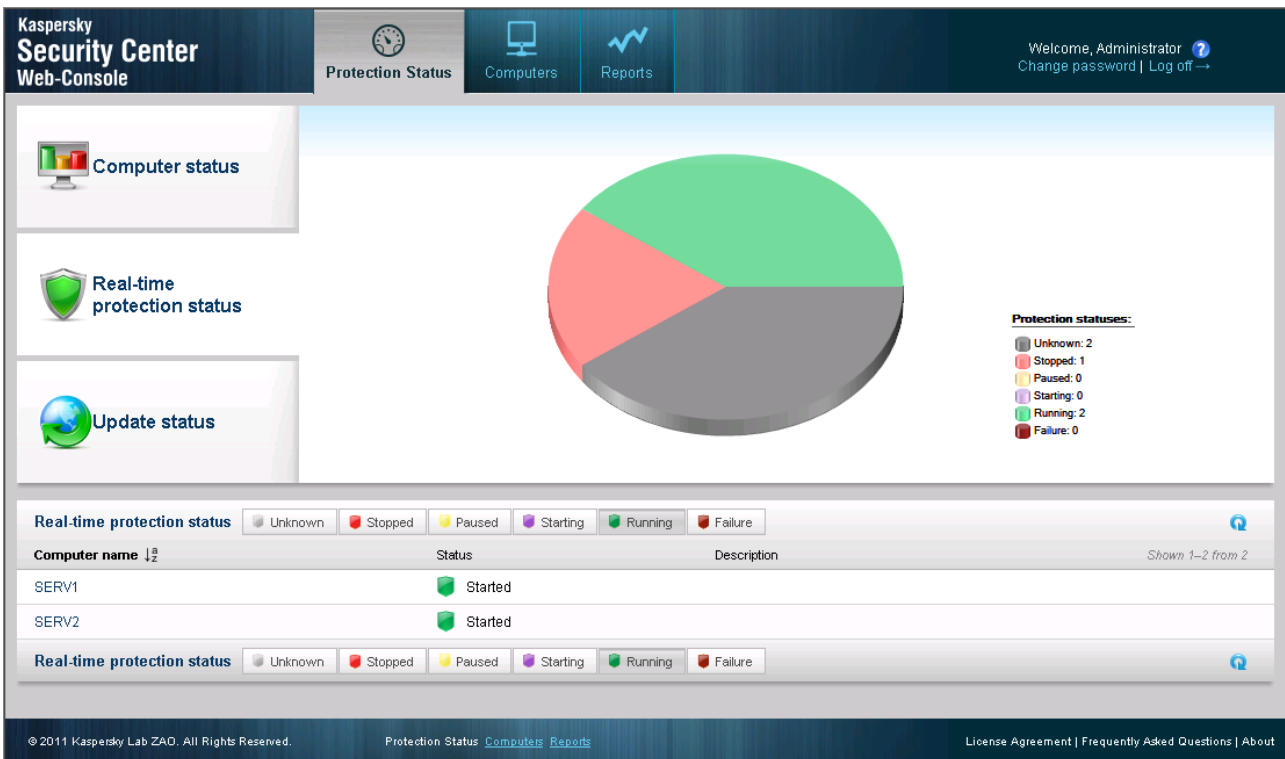 Kaspersky
Security Center
Web-Console
Protection Status
Computers
Reports
Welcome, Administrator ?
Change password | Log off →
Computer status
Real-time
protection status
Update status
Protection statuses:
Unknown: 2
Stopped: 1
Paused: 0
Starting: 0
Running: 2
Failure: 0
Real-time protection status Unknown Stopped Paused Starting Running Failure
Computer name ↓a z Status Description Shown 1–2 from 2
SERV1 Started
SERV2 Started
Real-time protection status Unknown Stopped Paused Starting Running Failure
© 2011 Kaspersky Lab ZAO. All Rights Reserved. Protection Status Computers Reports License Agreement | Frequently Asked Questions | About